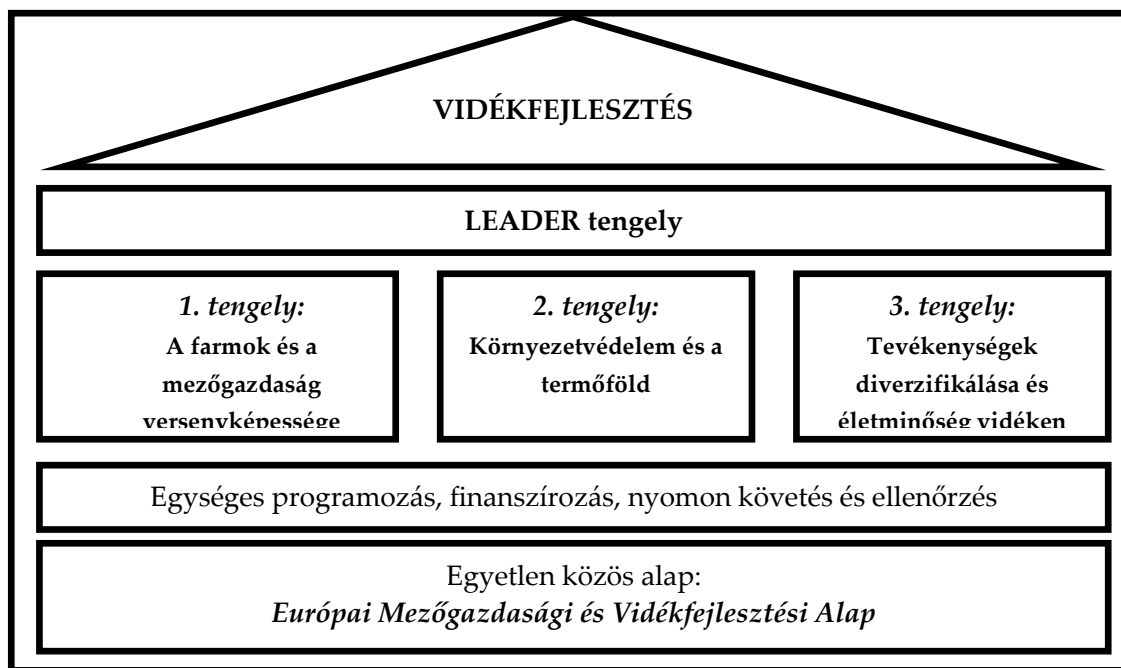 VIDÉKFEJLESZTÉS
LEADER tengely
1. tengely:
A farmok és a
mezőgazdaság
versenyképessége
2. tengely:
Környezetvédelem és a
termőföld
3. tengely:
Tevékenységek
diverzifikálása és
életminőség vidéken
Egységes programozás, finanszírozás, nyomon követés és ellenőrzés
Egyetlen közös alap:
Európai Mezőgazdasági és Vidékfejlesztési Alap